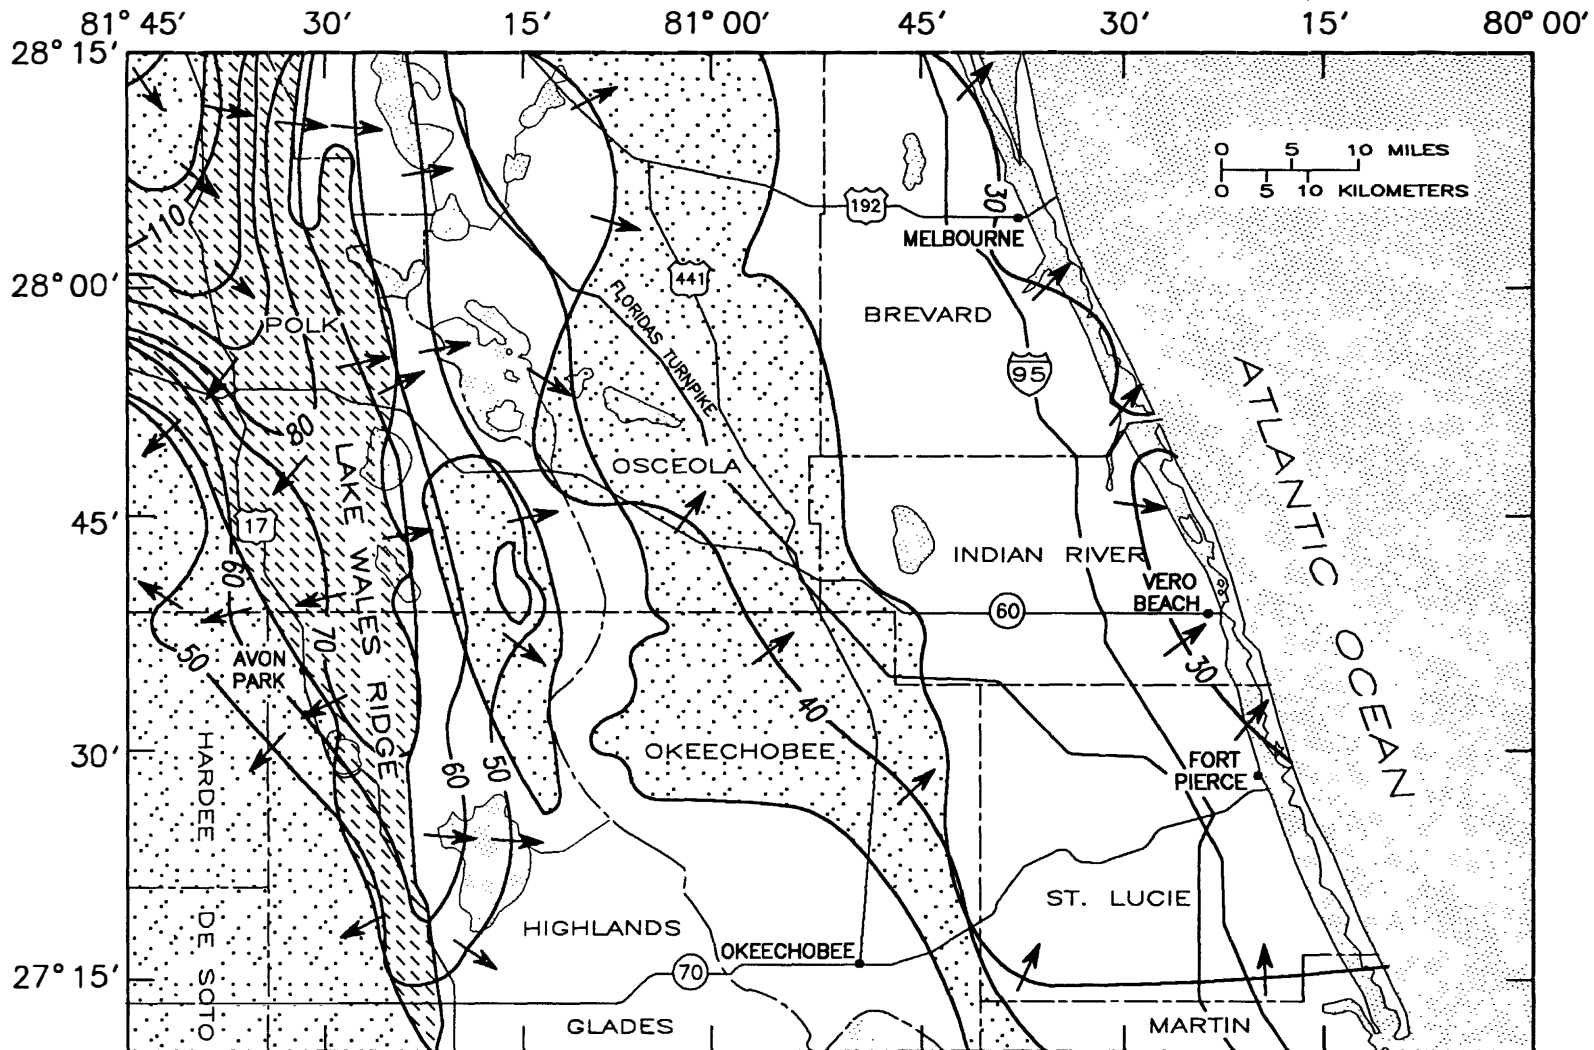 81° 45′ 30′ 15′ 81° 00′ 45′ 30′ 15′ 80° 00′
28° 15′
0 5 10 MILES
0 5 10 KILOMETERS
110
30
192
MELBOURNE
441
28° 00′
FLORIDAS TURNPIKE
BREVARD
POLK
95
ATLANTIC OCEAN
80
LAKE WALES RIDGE
OSCEOLA
45′
17
INDIAN RIVER
60
VERO
BEACH
60
70
50
AVON
PARK
30
40
30′
HARDEE
OKEECHOBEE
60
50
FORT
PIERCE
ST. LUCIE
DE SOTO
HIGHLANDS
OKEECHOBEE
27° 15′
70
GLADES
MARTIN